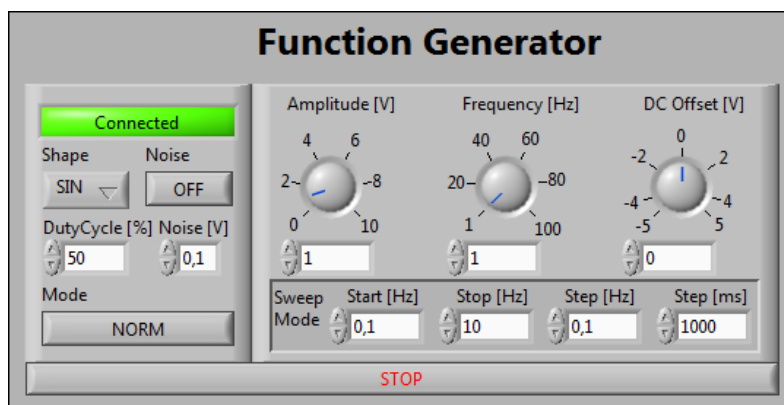 Function Generator
Connected
Shape Noise
SIN OFF
DutyCycle [%] Noise [V]
50 0,1
Mode
NORM
Amplitude [V]
4 6
2 8
0 10
1
Frequency [Hz]
40 60
20 80
1 100
1
DC Offset [V]
0
-2 2
-4 4
-5 5
0
Sweep Mode
Start [Hz] Stop [Hz] Step [Hz] Step [ms]
0,1 10 0,1 1000
STOP